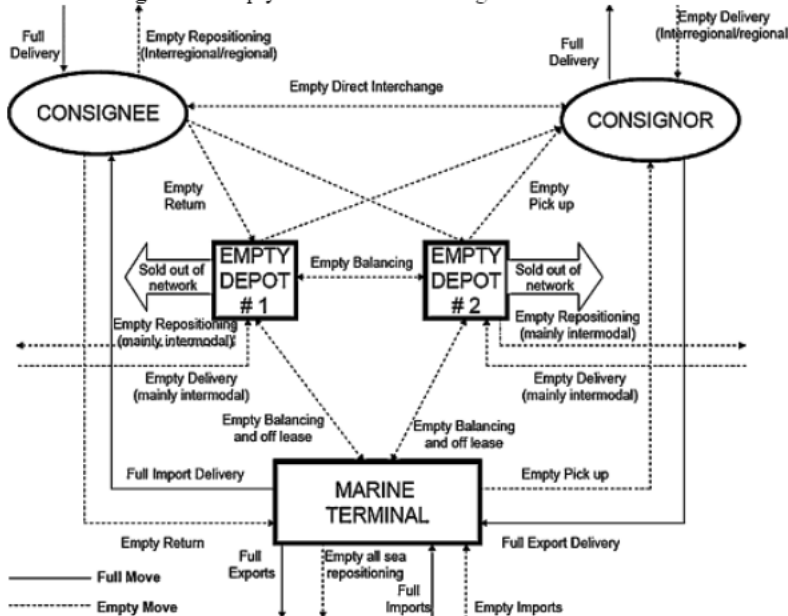 Full
Delivery
Empty Repositioning
(Interregional/regional)
Full
Delivery
Empty Delivery
(Interregional/regional
Empty Direct Interchange
CONSIGNEE
CONSIGNOR
Empty
Return
Empty
Pick up
EMPTY
DEPOT
# 1
EMPTY
DEPOT
# 2
Sold out of
network
Empty Balancing
Sold out of
network
Empty Repositioning
(mainly intermodal)
Empty Repositioning
(mainly intermodal)
Empty Delivery
(mainly intermodal)
Empty Delivery
(mainly intermodal)
Empty Balancing
and off lease
Empty Balancing
and off lease
Full Import Delivery
MARINE
TERMINAL
Empty Pick up
Empty Return
Full Export Delivery
Full
Exports
Empty all sea
repositioning
Full
Imports
Empty Imports
Full Move
Empty Move